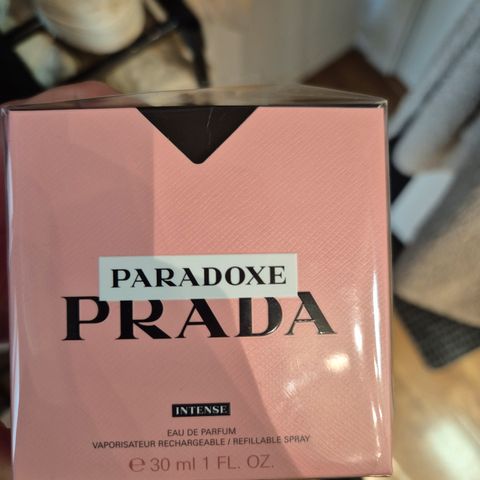 PARADOXE
PRADA
INTENSE
EAU DE PARFUM
VAPORISATEUR RECHARGEABLE / REFILLABLE SPRAY
℮ 30 ml 1 FL. OZ.